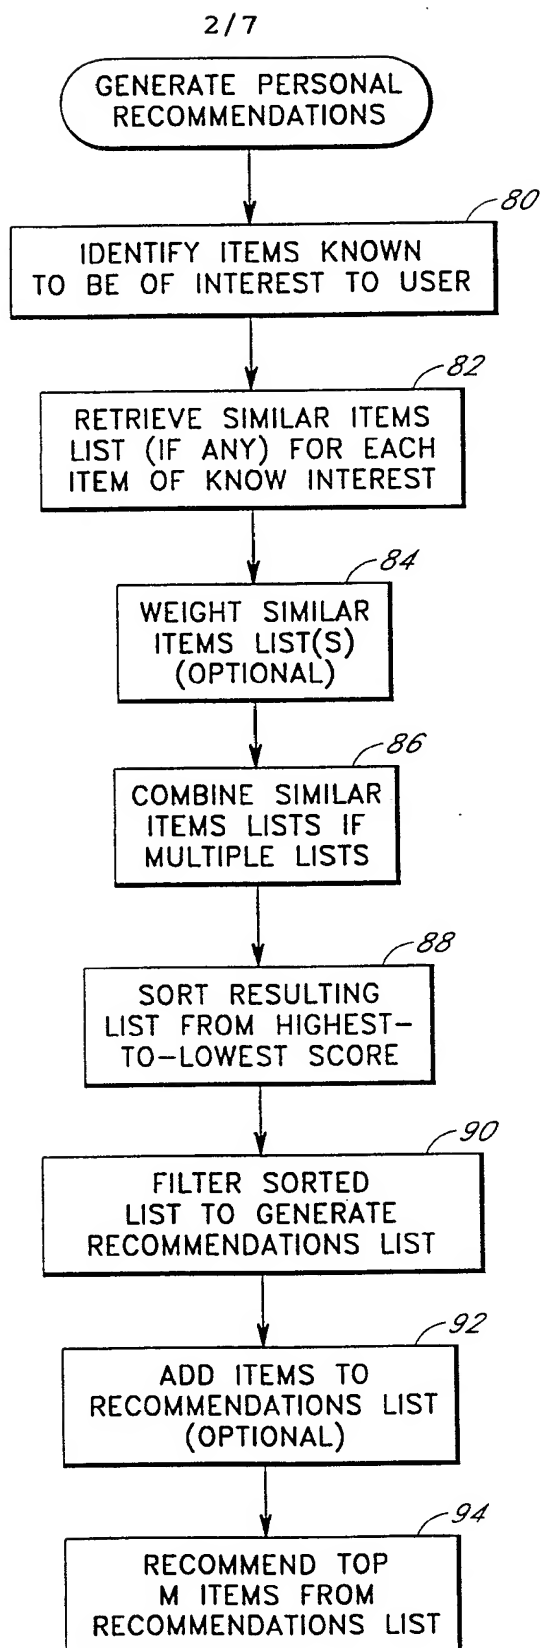 2/7
GENERATE PERSONAL
RECOMMENDATIONS
80
IDENTIFY ITEMS KNOWN
TO BE OF INTEREST TO USER
82
RETRIEVE SIMILAR ITEMS
LIST (IF ANY) FOR EACH
ITEM OF KNOW INTEREST
84
WEIGHT SIMILAR
ITEMS LIST(S)
(OPTIONAL)
86
COMBINE SIMILAR
ITEMS LISTS IF
MULTIPLE LISTS
88
SORT RESULTING
LIST FROM HIGHEST-
TO-LOWEST SCORE
90
FILTER SORTED
LIST TO GENERATE
RECOMMENDATIONS LIST
92
ADD ITEMS TO
RECOMMENDATIONS LIST
(OPTIONAL)
94
RECOMMEND TOP
M ITEMS FROM
RECOMMENDATIONS LIST